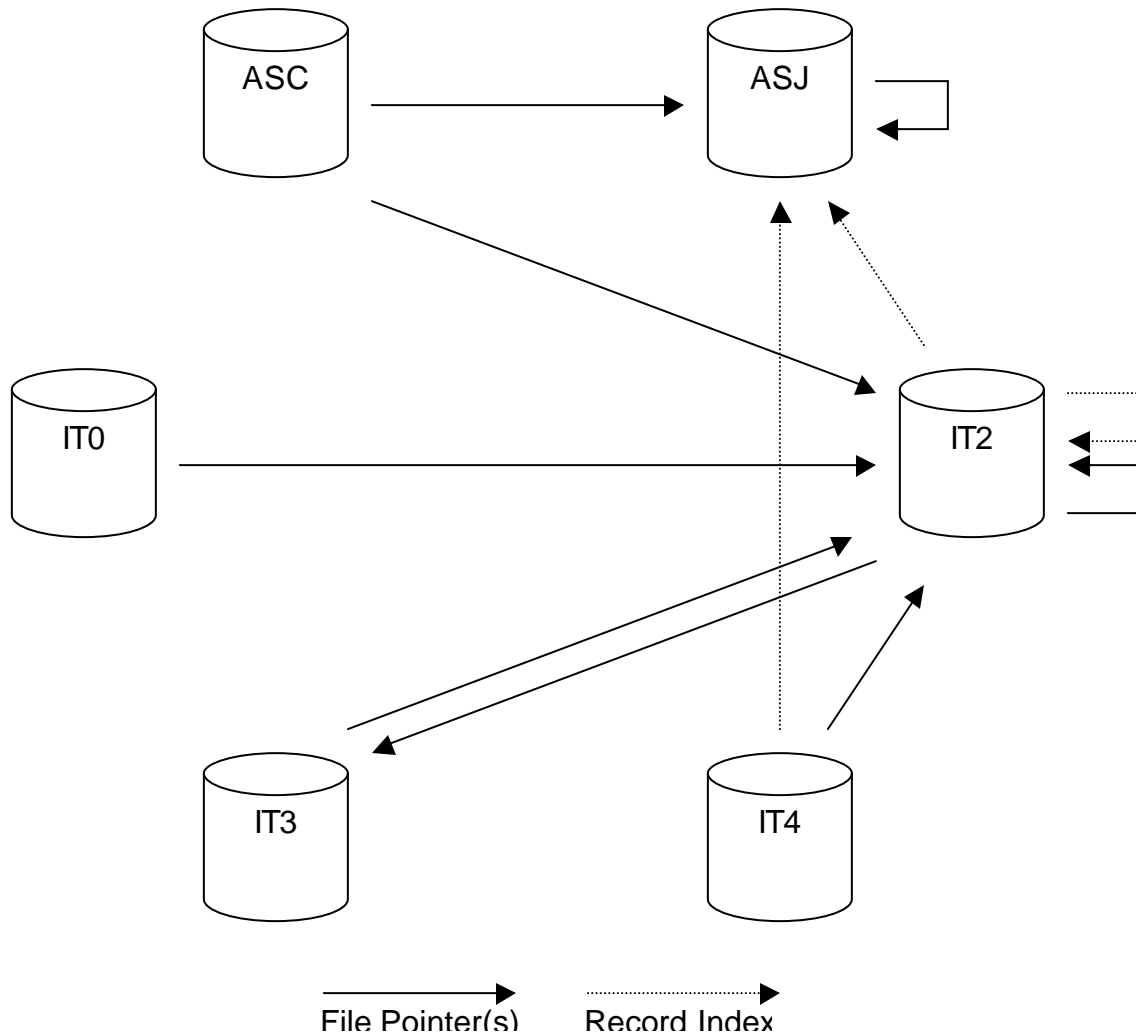 ASC
ASJ
IT0
IT2
IT3
IT4
File Pointer(s)
Record Index